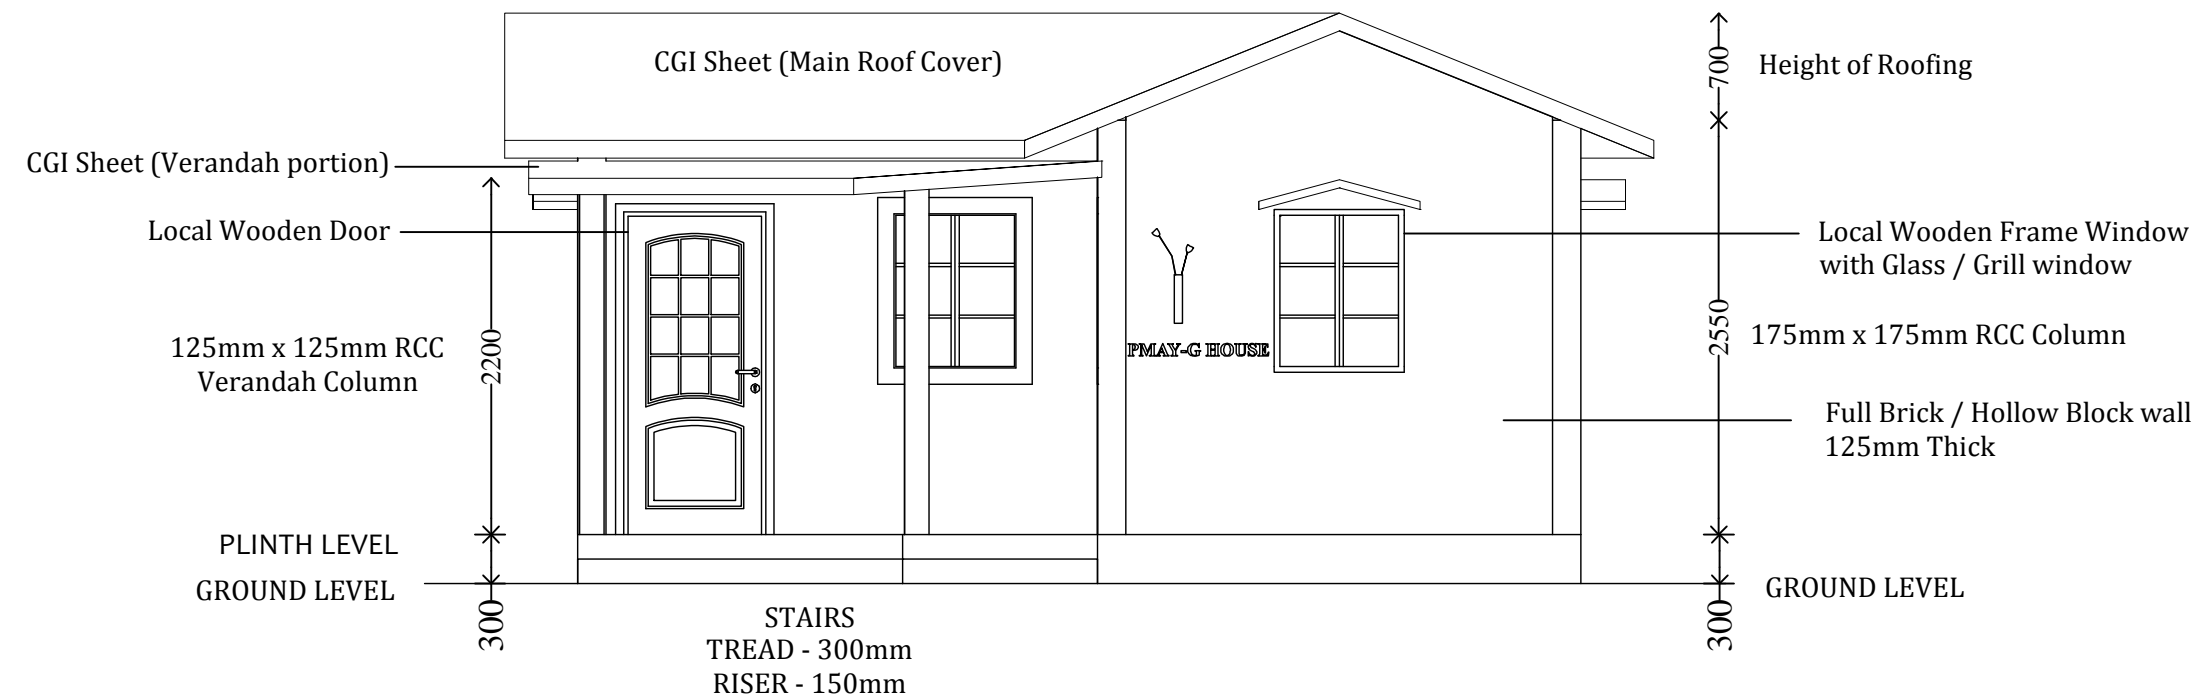 CGI Sheet (Main Roof Cover)
700
Height of Roofing
CGI Sheet (Verandah portion)
Local Wooden Door
Local Wooden Frame Window
with Glass / Grill window
125mm x 125mm RCC
Verandah Column
2200
PMAY-G HOUSE
2550
175mm x 175mm RCC Column
Full Brick / Hollow Block wall
125mm Thick
PLINTH LEVEL
GROUND LEVEL
300
STAIRS
TREAD - 300mm
RISER - 150mm
300
GROUND LEVEL